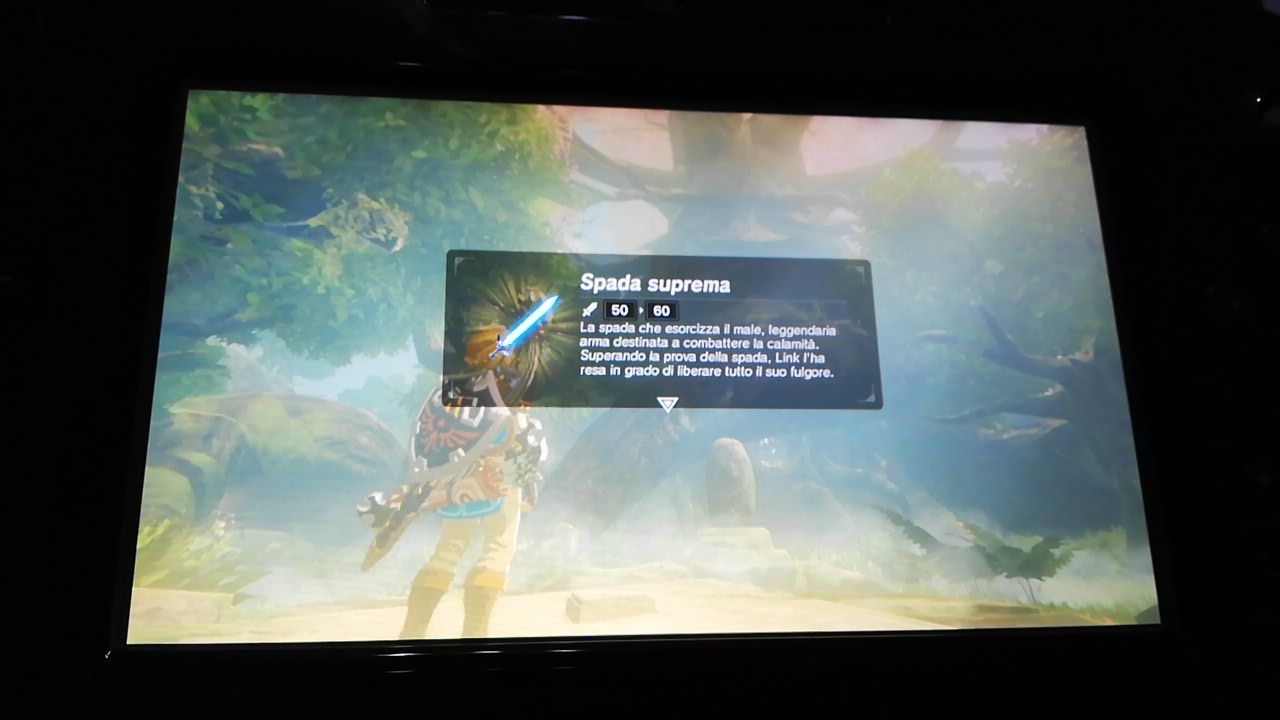 Spada suprema
50 60
La spada che esorcizza il male, leggendaria
arma destinata a combattere la calamità.
Superando la prova della spada, Link l'ha
resa in grado di liberare tutto il suo fulgore.